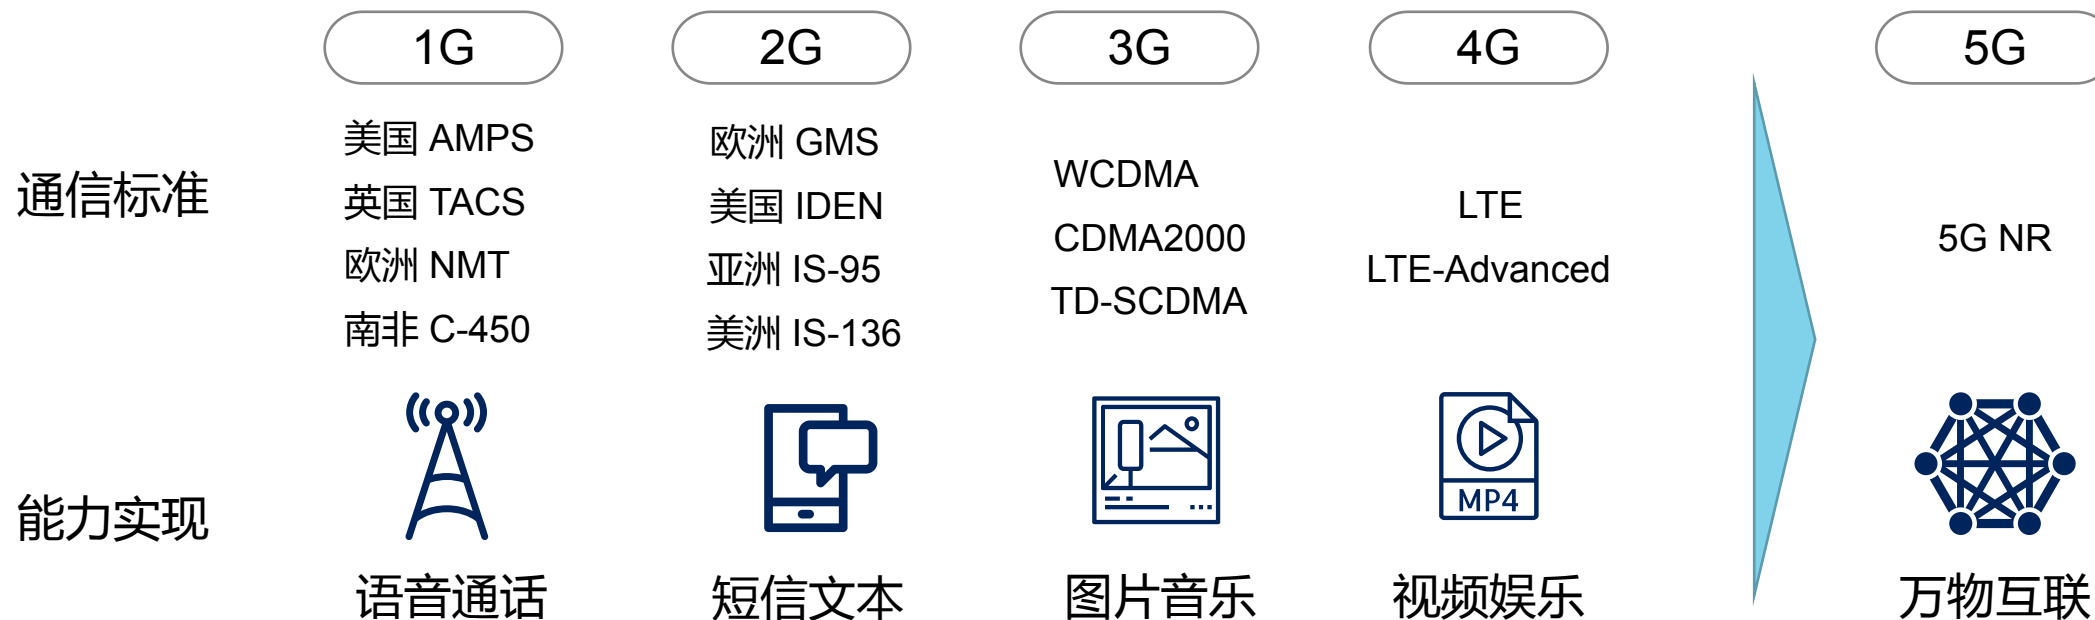 1G
2G
3G
4G
5G
通信标准
美国 AMPS
英国 TACS
欧洲 NMT
南非 C-450
欧洲 GMS
美国 IDEN
亚洲 IS-95
美洲 IS-136
WCDMA
CDMA2000
TD-SCDMA
LTE
LTE-Advanced
5G NR
能力实现
MP4
语音通话
短信文本
图片音乐
视频娱乐
万物互联